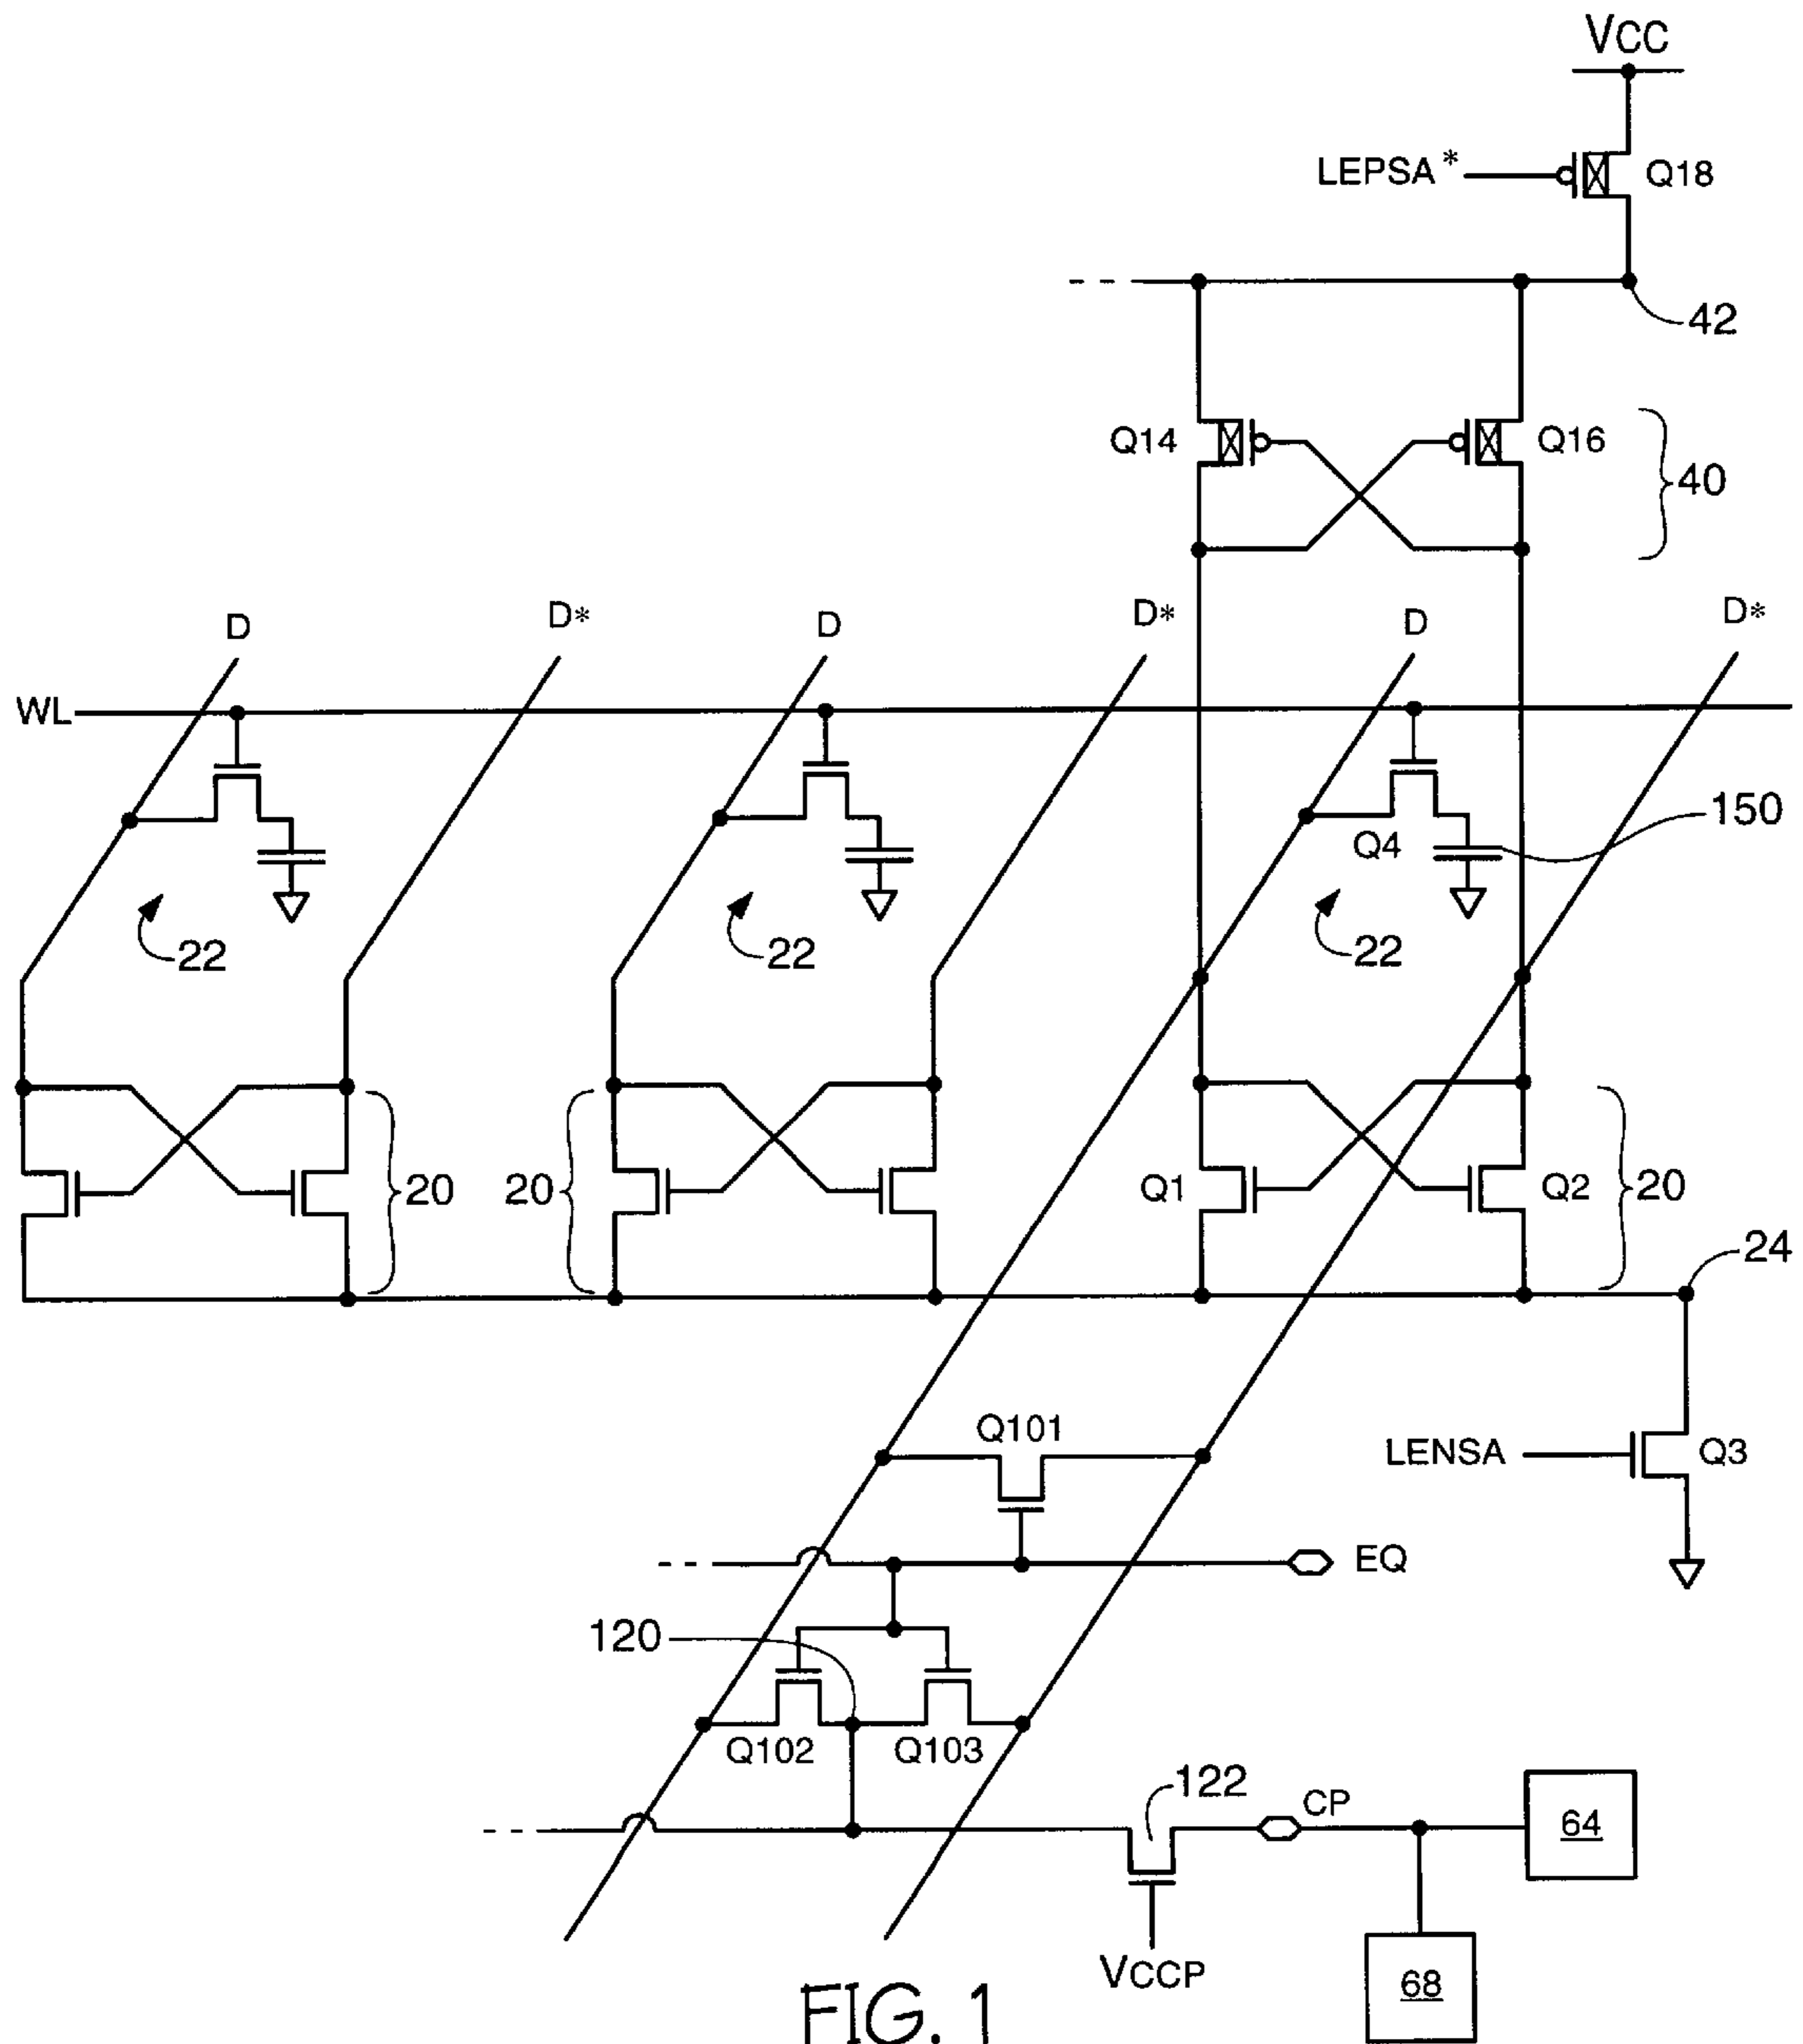 VCC
LEPSA*
Q18
42
Q14
Q16
40
D
D*
D
D*
D
D*
WL
150
Q4
22
22
22
20
20
Q1
Q2
20
24
Q101
LENSA
Q3
EQ
120
Q102
Q103
122
CP
64
VCCP
68
FIG. 1